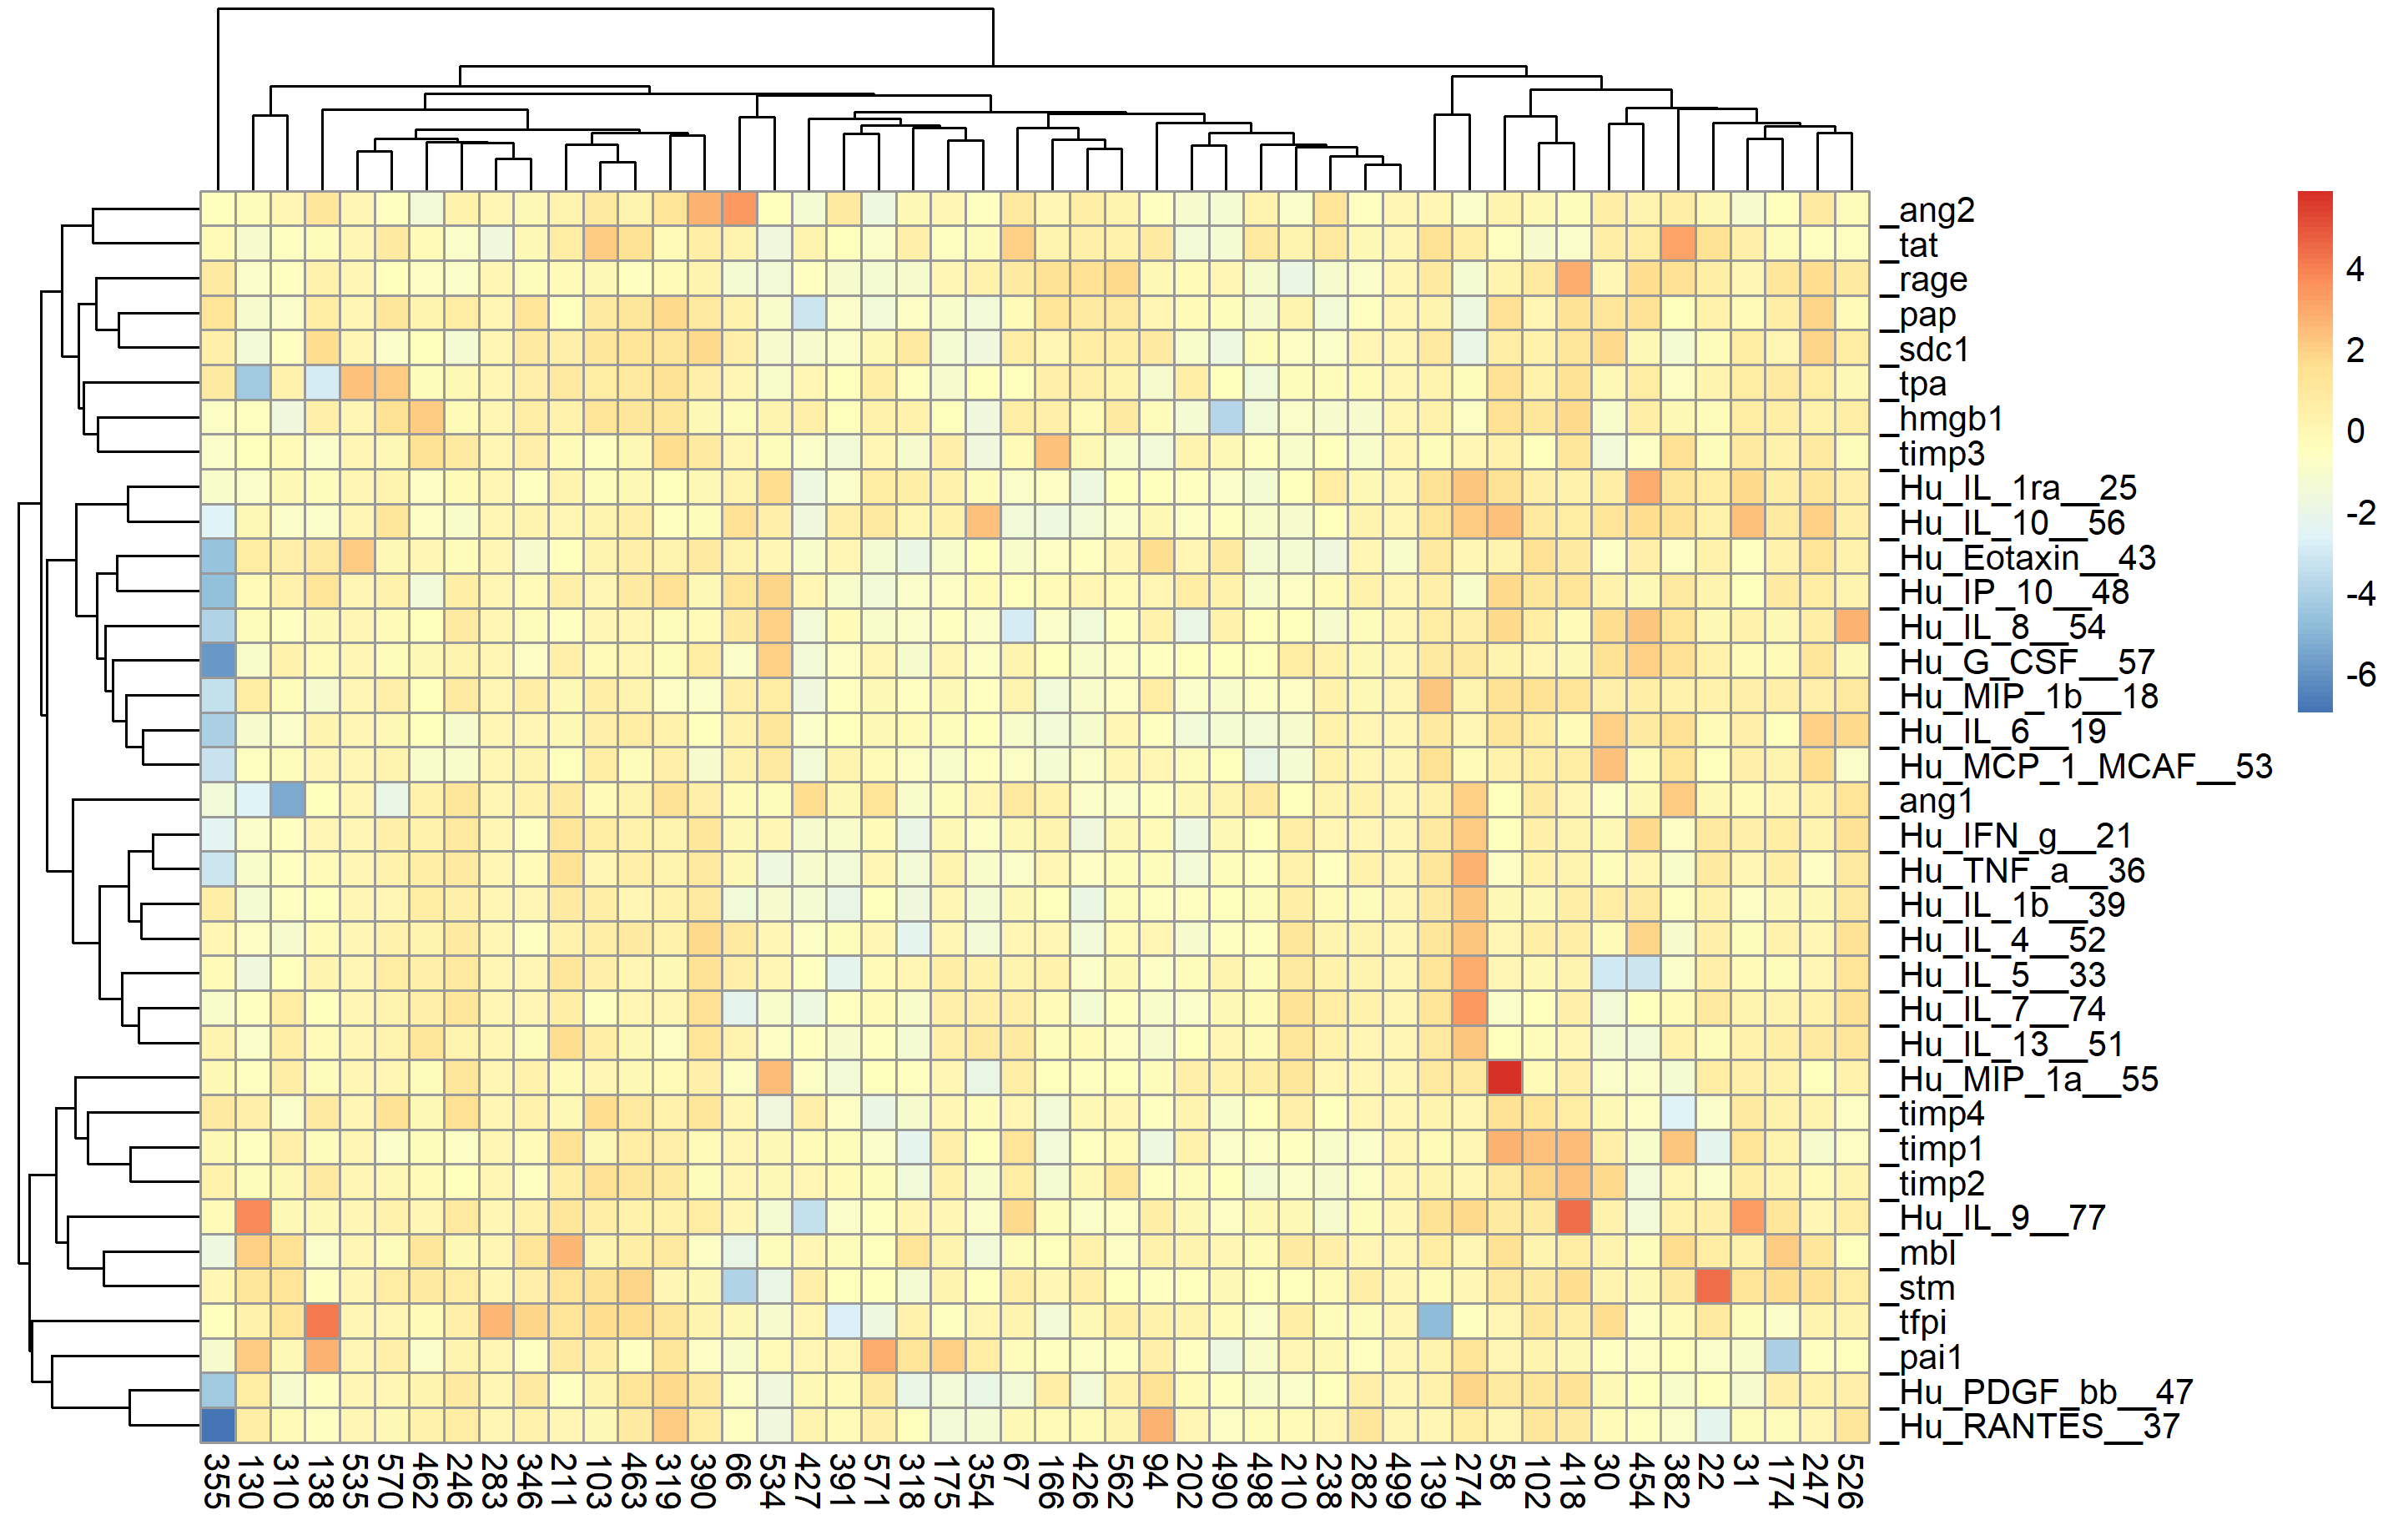 _ang2
_tat
_rage
_pap
_sdc1
_tpa
_hmgb1
_timp3
_Hu_IL_1ra__25
_Hu_IL_10__56
_Hu_Eotaxin__43
_Hu_IP_10__48
_Hu_IL_8__54
_Hu_G_CSF__57
_Hu_MIP_1b__18
_Hu_IL_6__19
_Hu_MCP_1_MCAF__53
_ang1
_Hu_IFN_g__21
_Hu_TNF_a__36
_Hu_IL_1b__39
_Hu_IL_4__52
_Hu_IL_5__33
_Hu_IL_7__74
_Hu_IL_13__51
_Hu_MIP_1a__55
_timp4
_timp1
_timp2
_Hu_IL_9__77
_mbl
_stm
_tfpi
_pai1
_Hu_PDGF_bb__47
_Hu_RANTES__37
4
2
0
-2
-4
-6
355
130
310
138
535
570
462
246
283
346
211
103
463
319
390
66
534
427
391
571
318
175
354
67
166
426
562
94
202
490
498
210
238
282
499
139
274
58
102
418
30
454
382
22
31
174
247
526